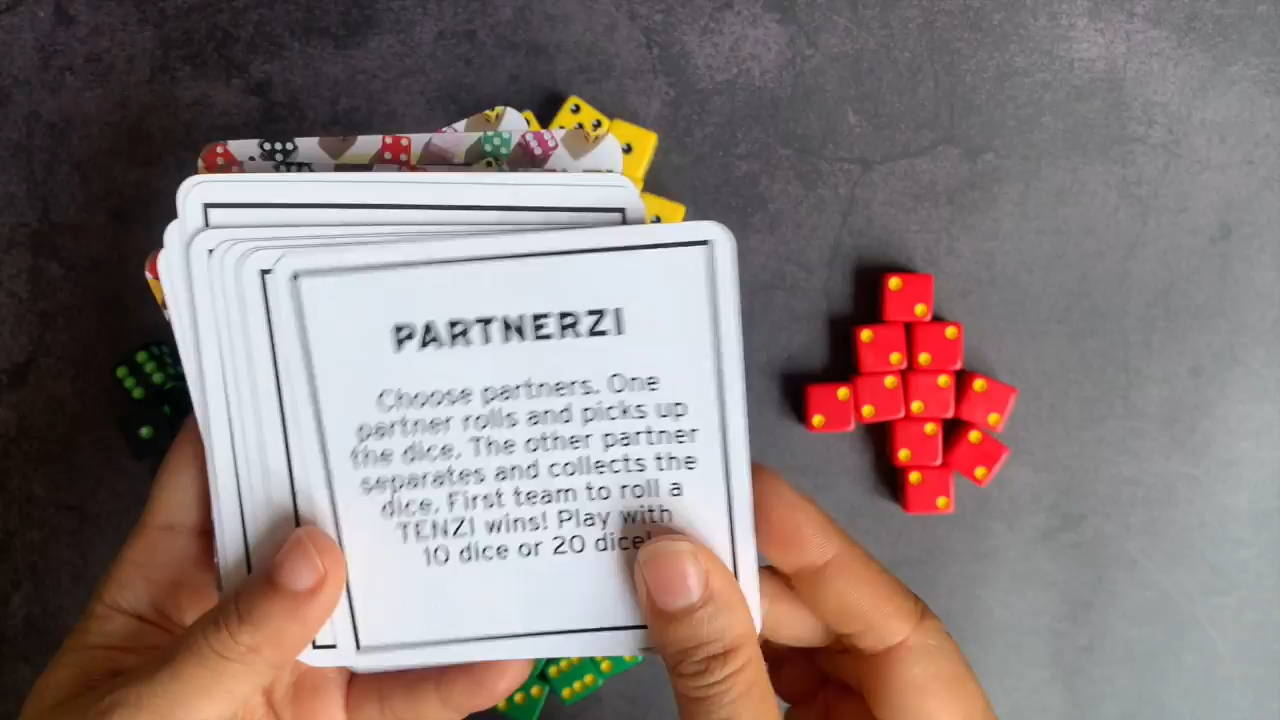 PARTNERZI
Choose partners. One
partner rolls and picks up
the dice. The other partner
separates and collects the
dice. First team to roll a
TENZI wins! Play with
10 dice or 20 dice!